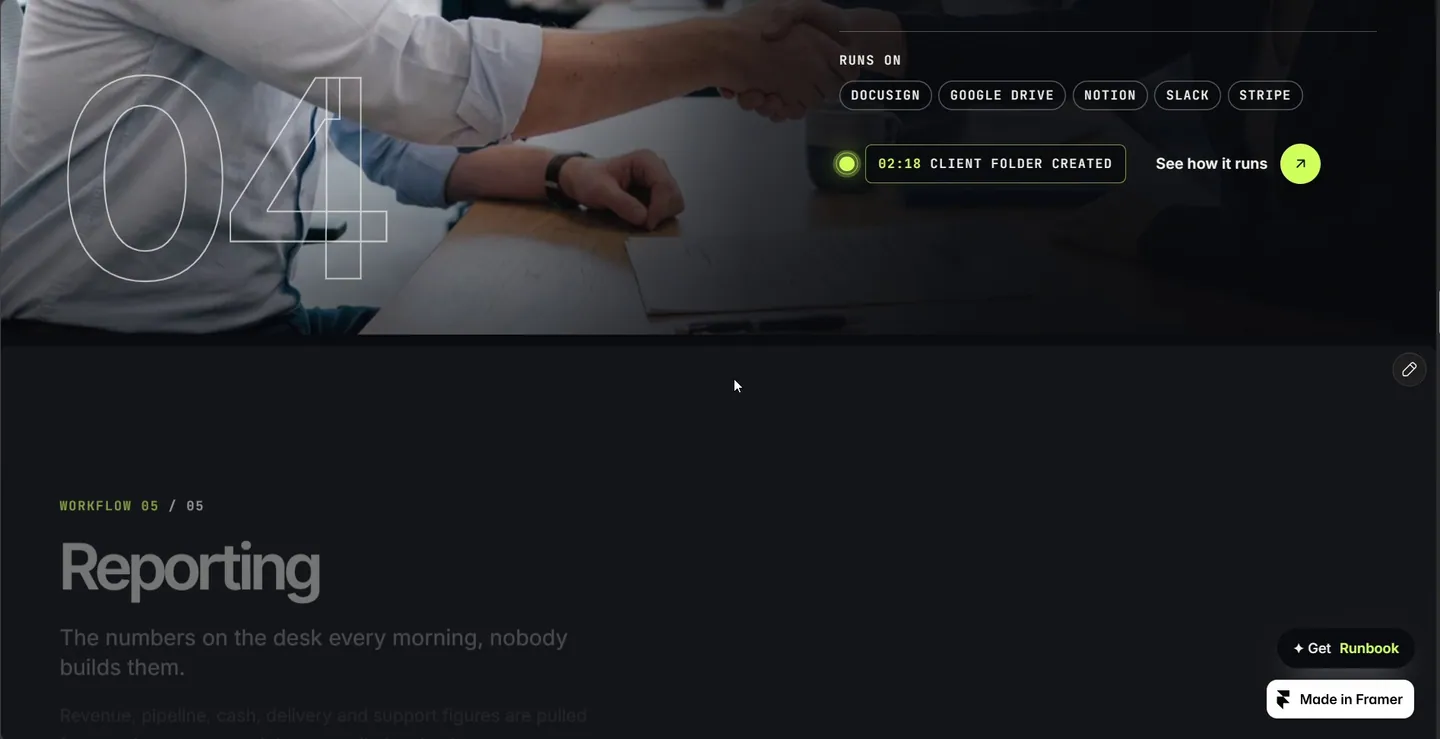 04
RUNS ON
DOCUSIGN GOOGLE DRIVE NOTION SLACK STRIPE
02:18 CLIENT FOLDER CREATED See how it runs
WORKFLOW 05 / 05
Reporting
The numbers on the desk every morning, nobody
builds them.
Revenue, pipeline, cash, delivery and support figures are pulled
Get Runbook
Made in Framer